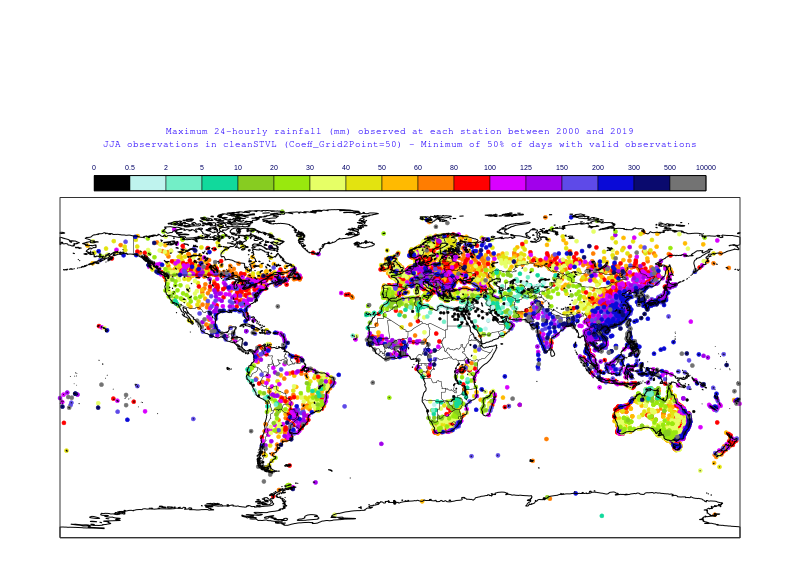 Maximum 24-hourly rainfall (mm) observed at each station between 2000 and 2019
JJA observations in cleanSTVL (Coeff_Grid2Point=50) - Minimum of 50% of days with valid observations
0 0.5 2 5 10 20 30 40 50 60 80 100 125 150 200 300 500 10000